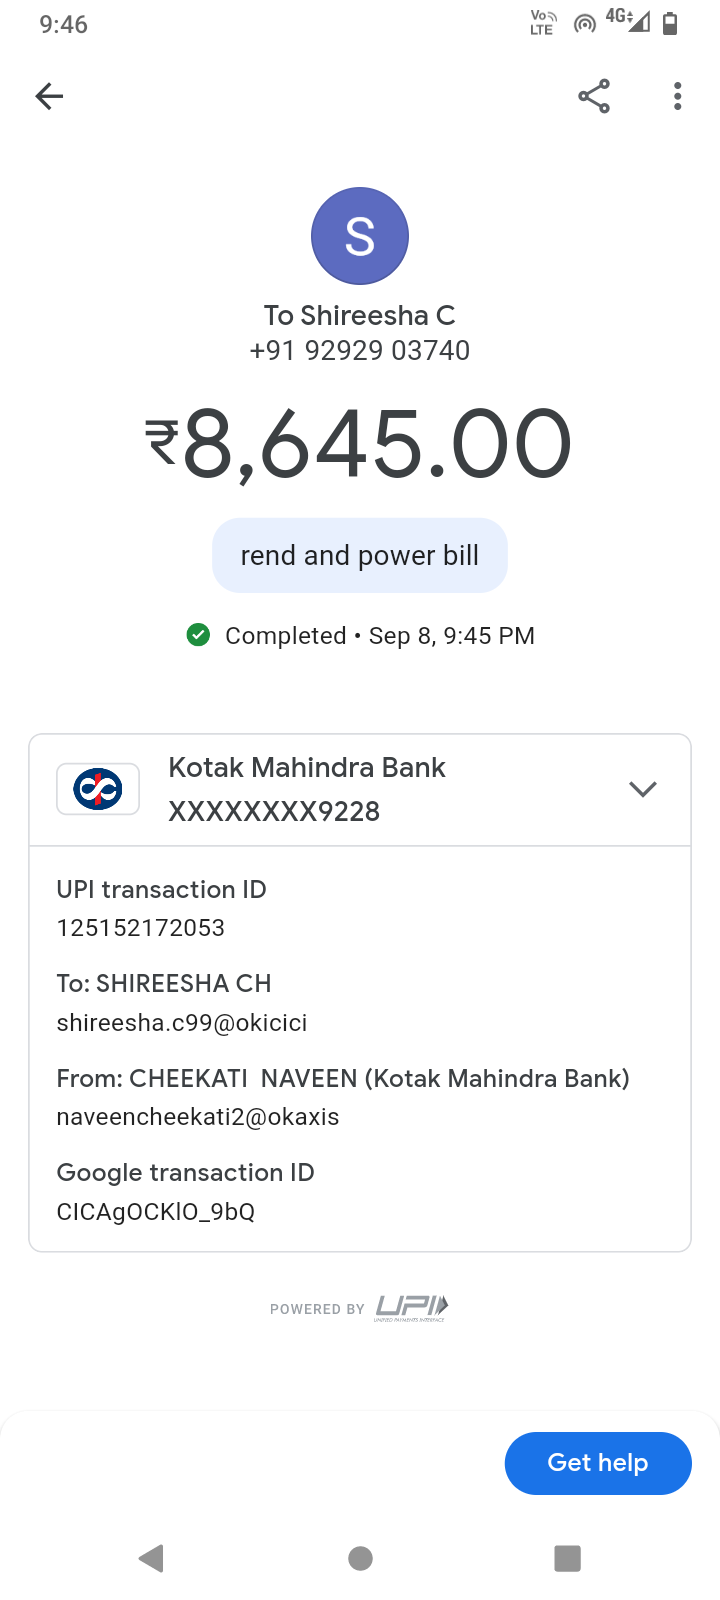 9:46
Vo
LTE
4G
S
To Shireesha C
+91 92929 03740
₹8,645.00
rend and power bill
Completed • Sep 8, 9:45 PM
Kotak Mahindra Bank
XXXXXXXX9228
UPI transaction ID
125152172053
To: SHIREESHA CH
shireesha.c99@okicici
From: CHEEKATI  NAVEEN (Kotak Mahindra Bank)
naveencheekati2@okaxis
Google transaction ID
CICAgOCKlO_9bQ
POWERED BY UPI
UNIFIED PAYMENTS INTERFACE
Get help